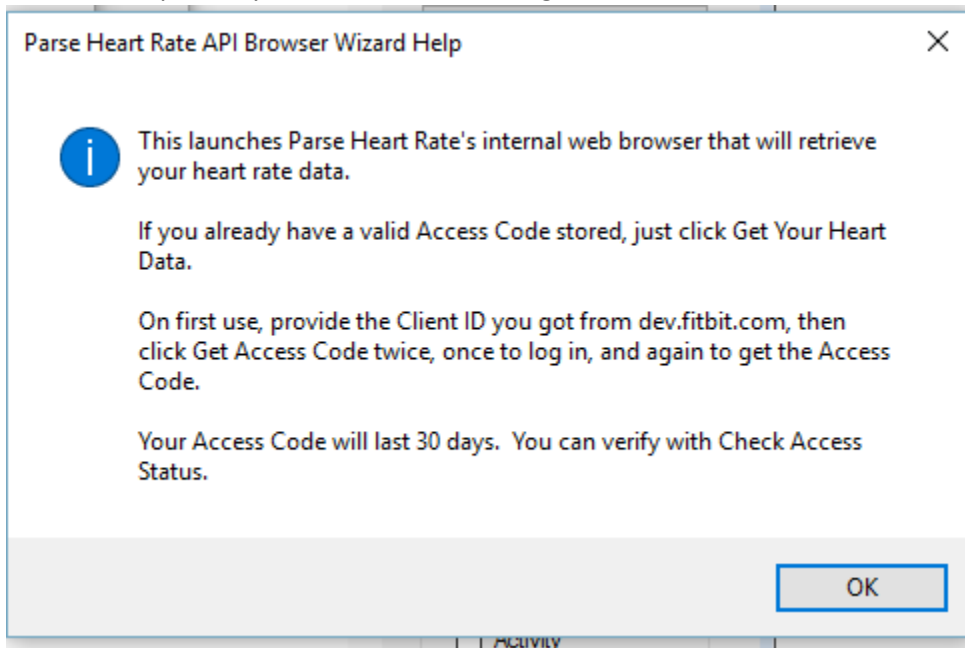 Parse Heart Rate API Browser Wizard Help
This launches Parse Heart Rate's internal web browser that will retrieve
your heart rate data.
If you already have a valid Access Code stored, just click Get Your Heart
Data.
On first use, provide the Client ID you got from dev.fitbit.com, then
click Get Access Code twice, once to log in, and again to get the Access
Code.
Your Access Code will last 30 days.  You can verify with Check Access
Status.
OK
Activity